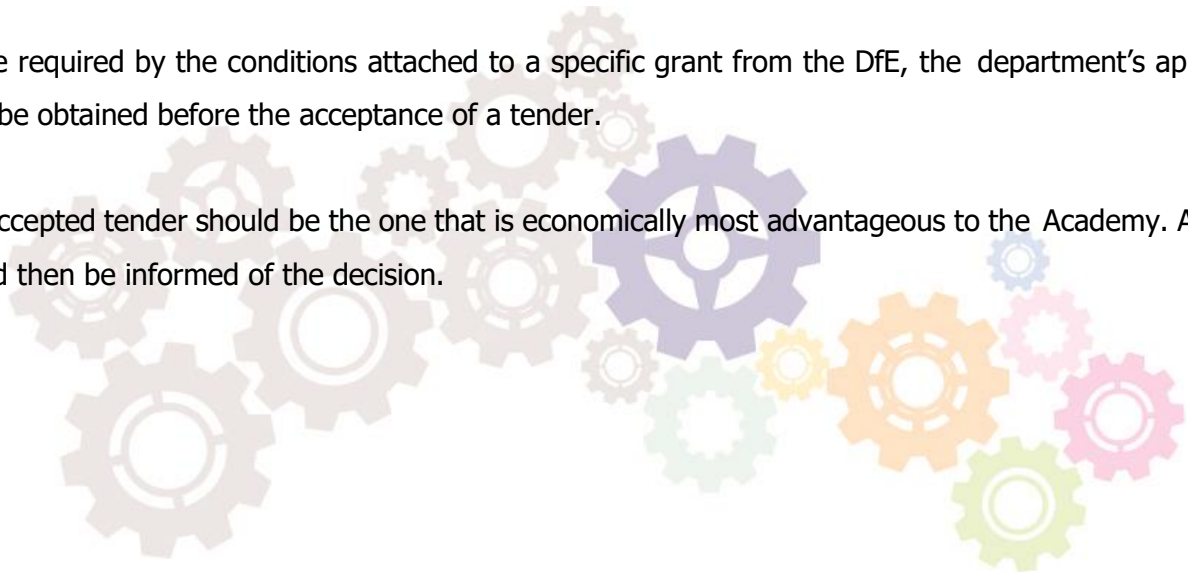 e required by the conditions attached to a specific grant from the DfE, the department's ap
be obtained before the acceptance of a tender.
ccepted tender should be the one that is economically most advantageous to the Academy. A
d then be informed of the decision.